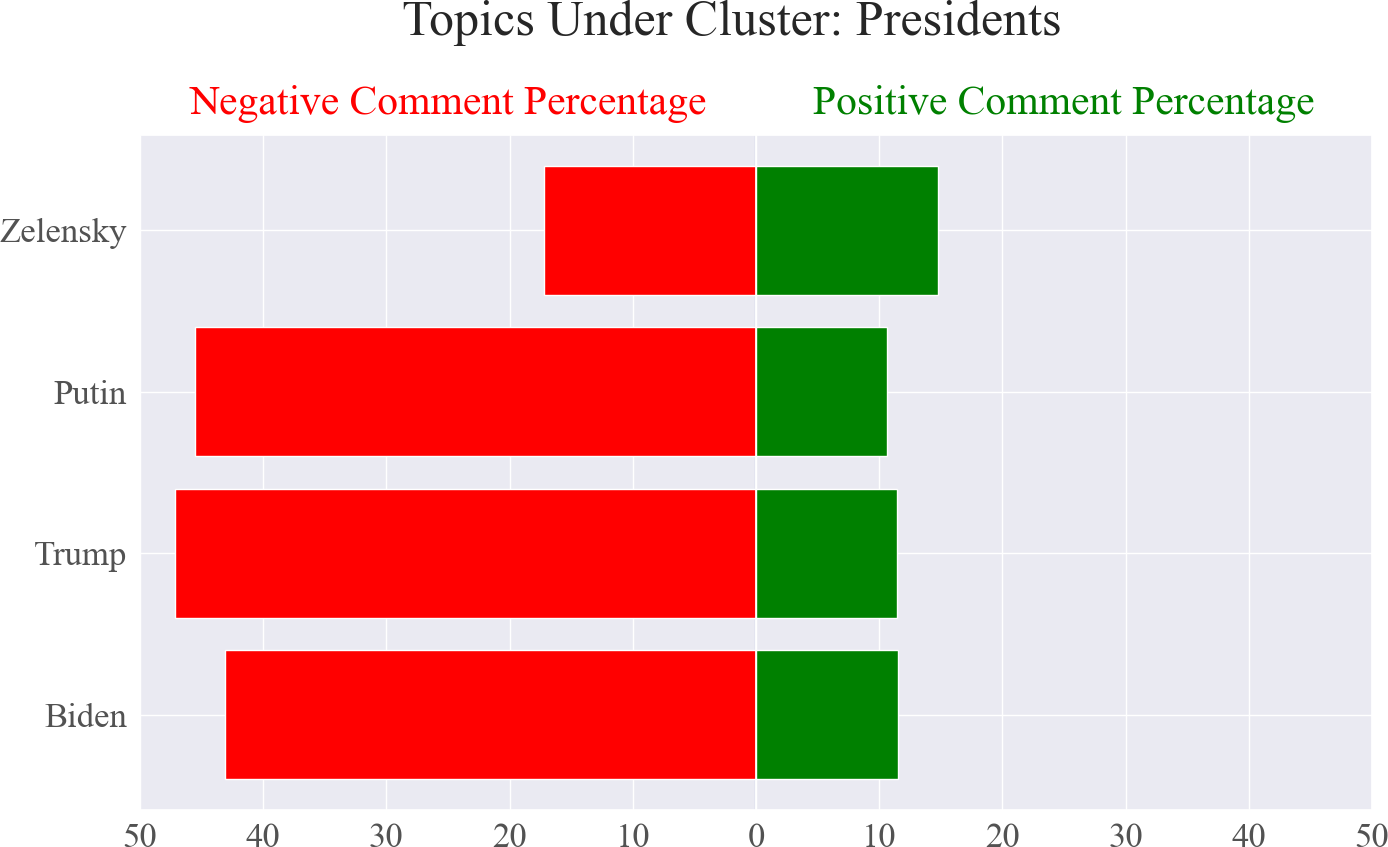 Topics Under Cluster: Presidents
Negative Comment Percentage Positive Comment Percentage
Zelensky
Putin
Trump
Biden
50 40 30 20 10 0 10 20 30 40 50